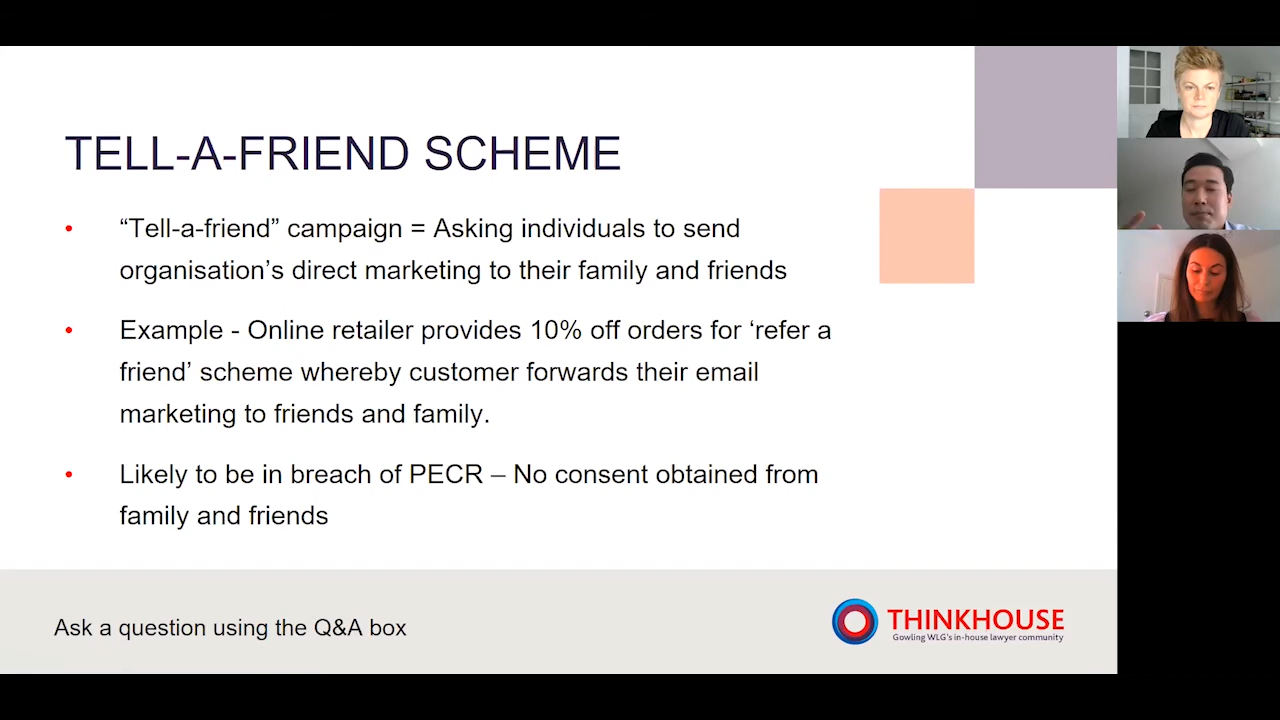 TELL-A-FRIEND SCHEME
• “Tell-a-friend” campaign = Asking individuals to send
organisation’s direct marketing to their family and friends
• Example - Online retailer provides 10% off orders for ‘refer a
friend’ scheme whereby customer forwards their email
marketing to friends and family.
• Likely to be in breach of PECR – No consent obtained from
family and friends
Ask a question using the Q&A box
THINKHOUSE
Gowling WLG's in-house lawyer community